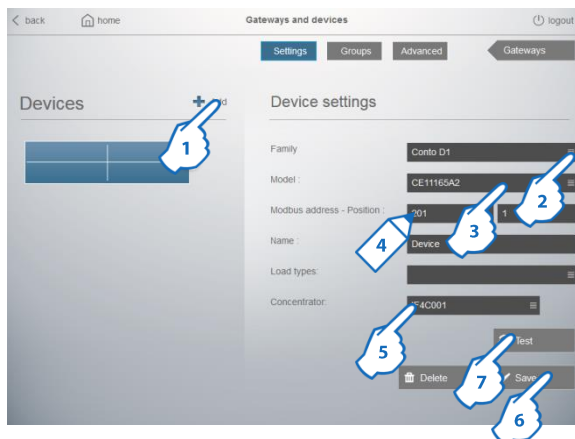 back home Gateways and devices logout
Settings Groups Advanced Gateways
Devices Device settings
1
Family Conto D1
Model : CE11165A2
2
Modbus address - Position : 201 1
3
4
Name : Device
Load types:
Concentrator: IF4C001
5
Test
Delete Save
7
6